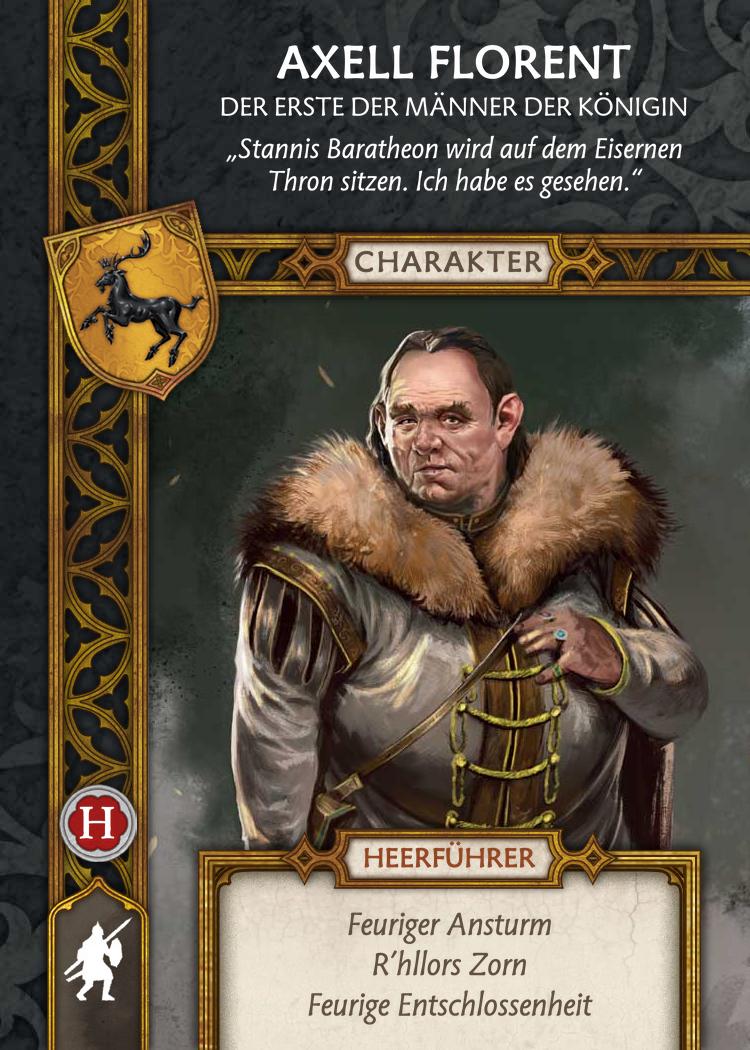 AXELL FLORENT
DER ERSTE DER MÄNNER DER KÖNIGIN
„Stannis Baratheon wird auf dem Eisernen
Thron sitzen. Ich habe es gesehen.“
CHARAKTER
H
HEERFÜHRER
Feuriger Ansturm
R´hllors Zorn
Feurige Entschlossenheit